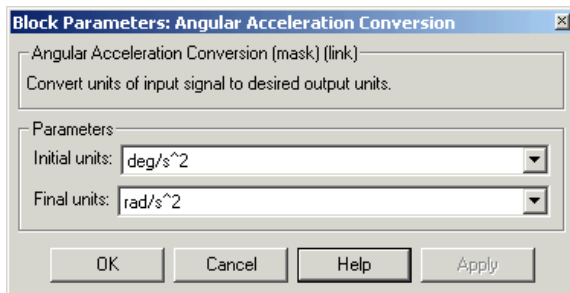 Block Parameters: Angular Acceleration Conversion
Angular Acceleration Conversion (mask) (link)
Convert units of input signal to desired output units.
Parameters
Initial units: deg/s^2
Final units: rad/s^2
OK Cancel Help Apply